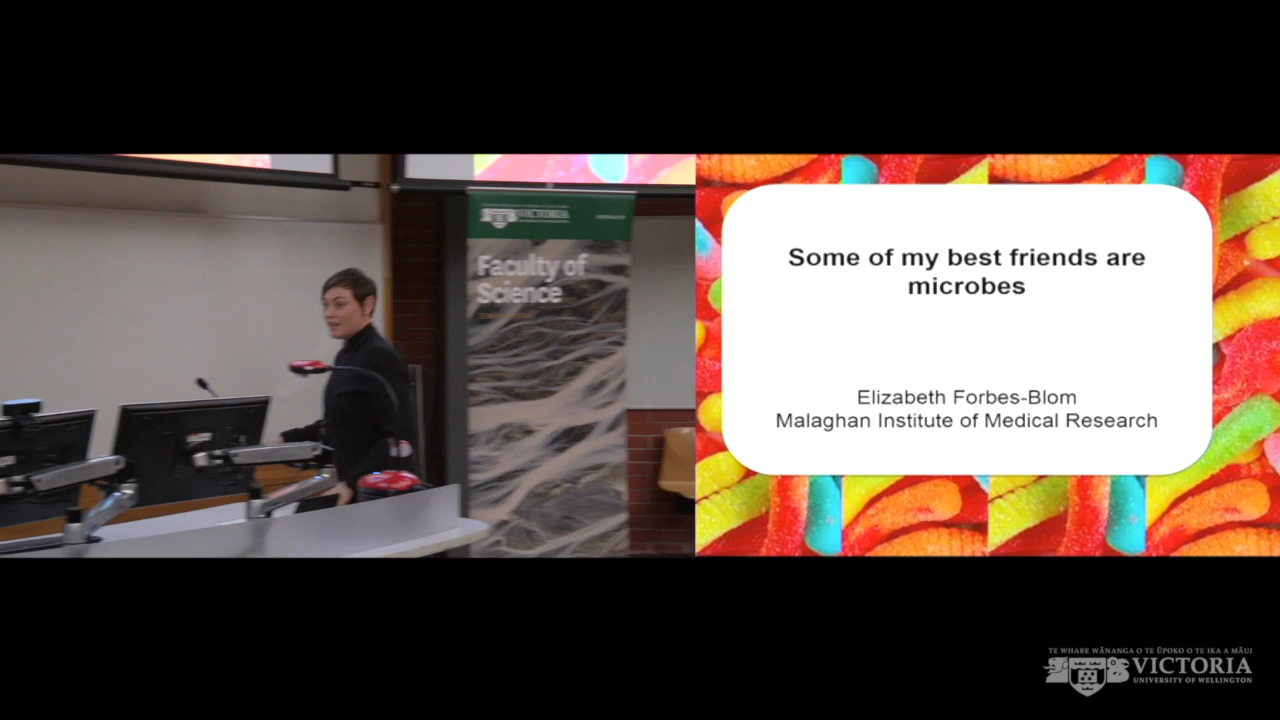 VICTORIA
Faculty of
Science
Some of my best friends are
microbes
Elizabeth Forbes-Blom
Malaghan Institute of Medical Research
TE WHARE WĀNANGA O TE ŪPOKO O TE IKA A MĀUI
VICTORIA
UNIVERSITY OF WELLINGTON